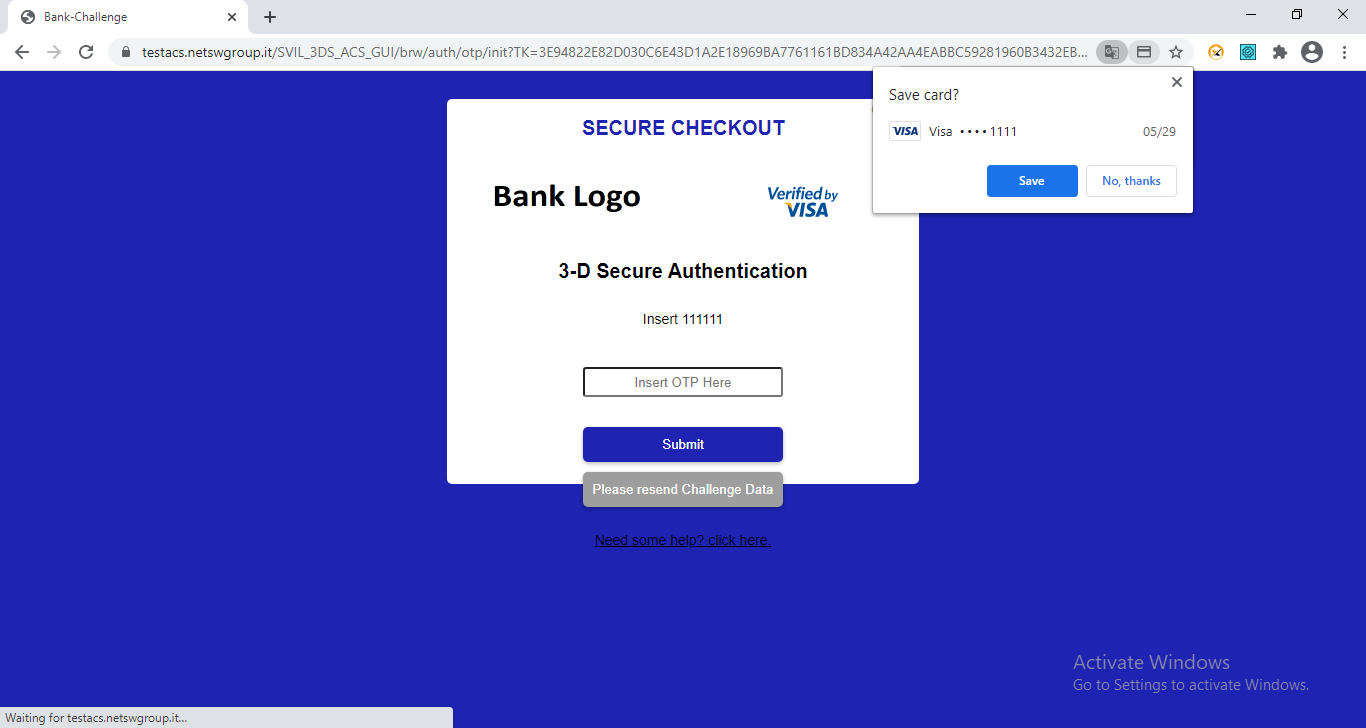 Bank-Challenge
testacs.netswgroup.it/SVIL_3DS_ACS_GUI/brw/auth/otp/init?TK=3E94822E82D030C6E43D1A2E18969BA7761161BD834A42AA4EABBC59281960B3432EB...
Save card?
VISA Visa •••• 1111 05/29
Save No, thanks
SECURE CHECKOUT
Bank Logo
Verified by
VISA
3-D Secure Authentication
Insert 111111
Insert OTP Here
Submit
Please resend Challenge Data
Need some help? click here.
Activate Windows
Go to Settings to activate Windows.
Waiting for testacs.netswgroup.it...